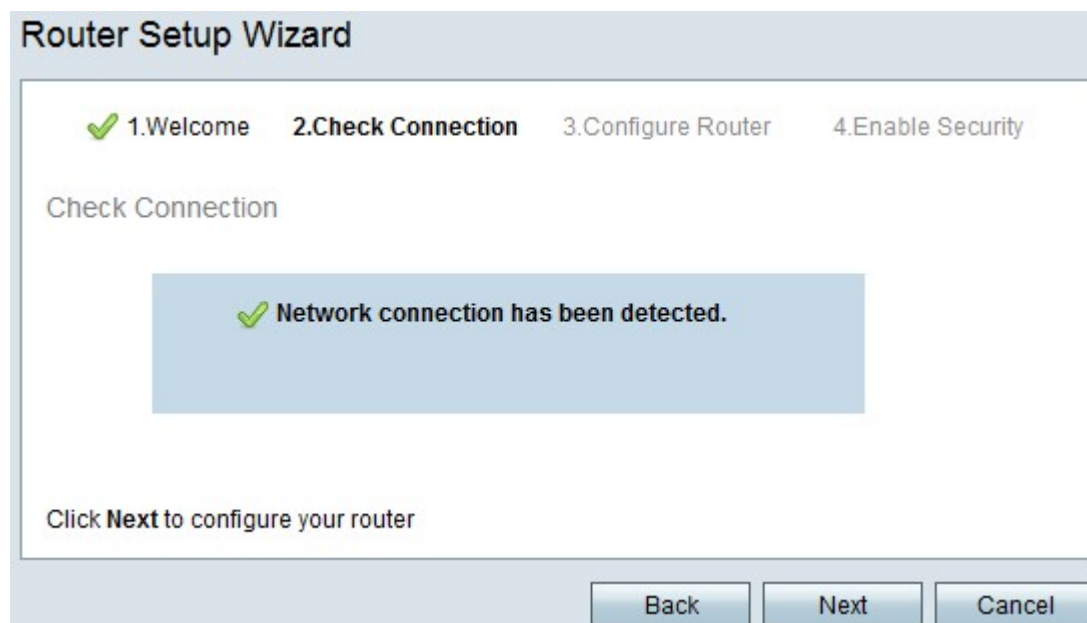 Router Setup Wizard
1.Welcome 2.Check Connection 3.Configure Router 4.Enable Security
Check Connection
Network connection has been detected.
Click Next to configure your router
Back Next Cancel